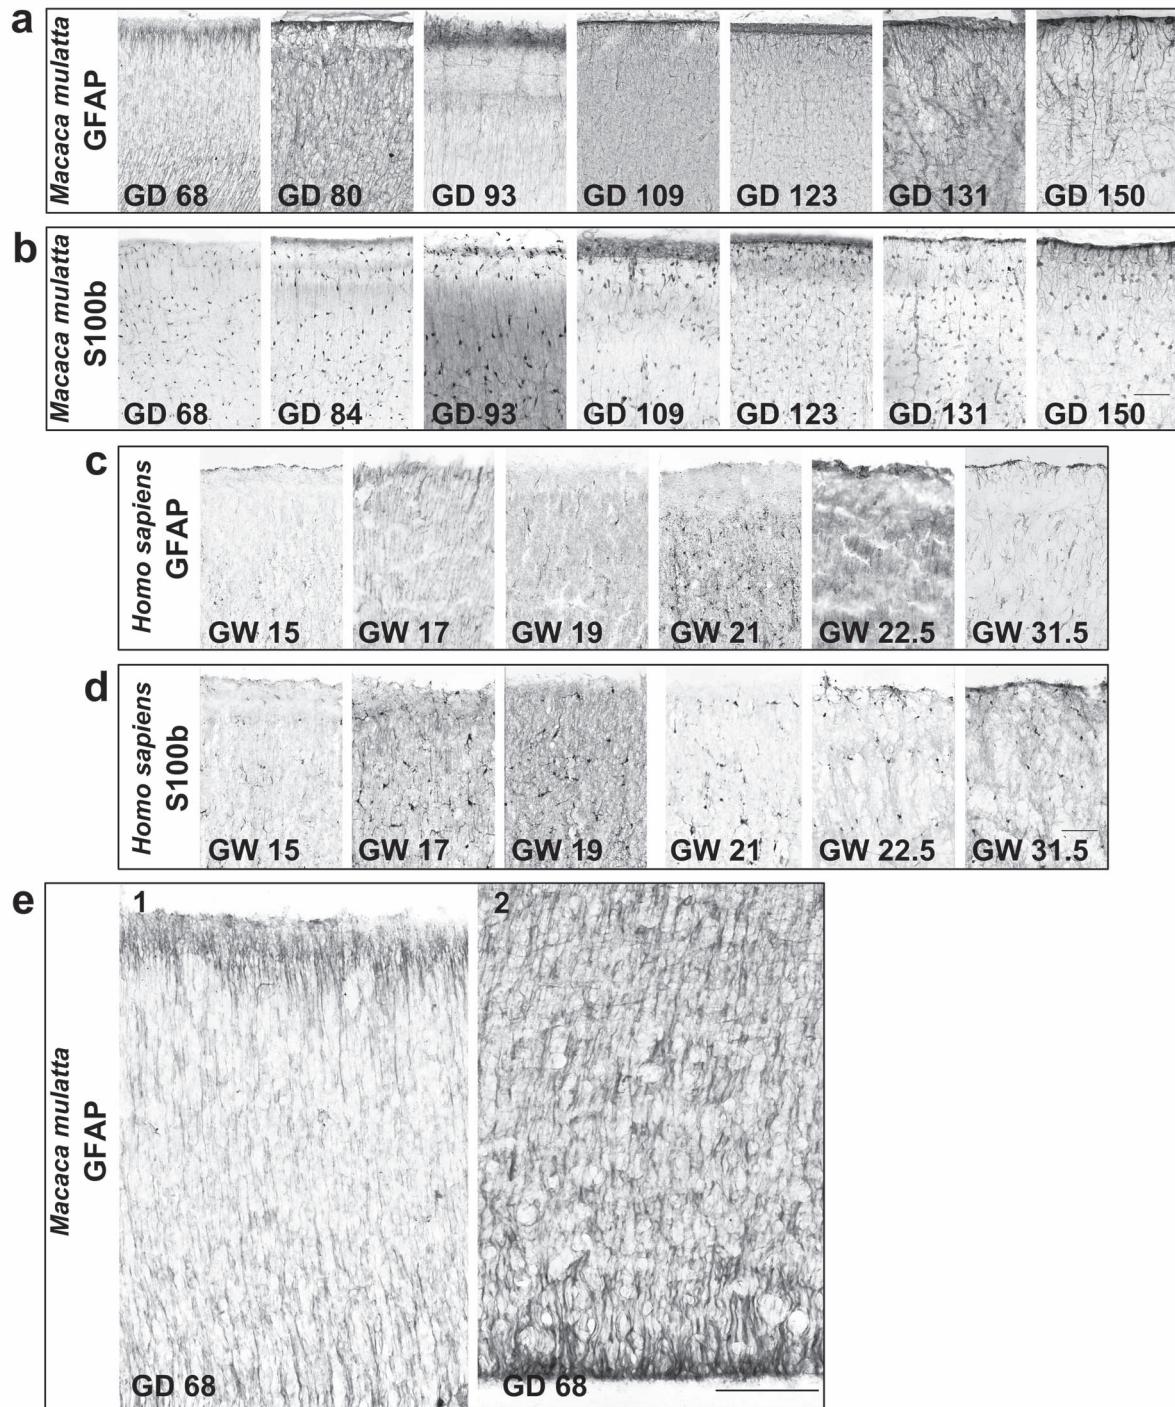 a
Macaca mulatta
GFAP
GD 68
GD 80
GD 93
GD 109
GD 123
GD 131
GD 150
b
Macaca mulatta
S100b
GD 68
GD 84
GD 93
GD 109
GD 123
GD 131
GD 150
c
Homo sapiens
GFAP
GW 15
GW 17
GW 19
GW 21
GW 22.5
GW 31.5
d
Homo sapiens
S100b
GW 15
GW 17
GW 19
GW 21
GW 22.5
GW 31.5
e
Macaca mulatta
GFAP
1
GD 68
2
GD 68